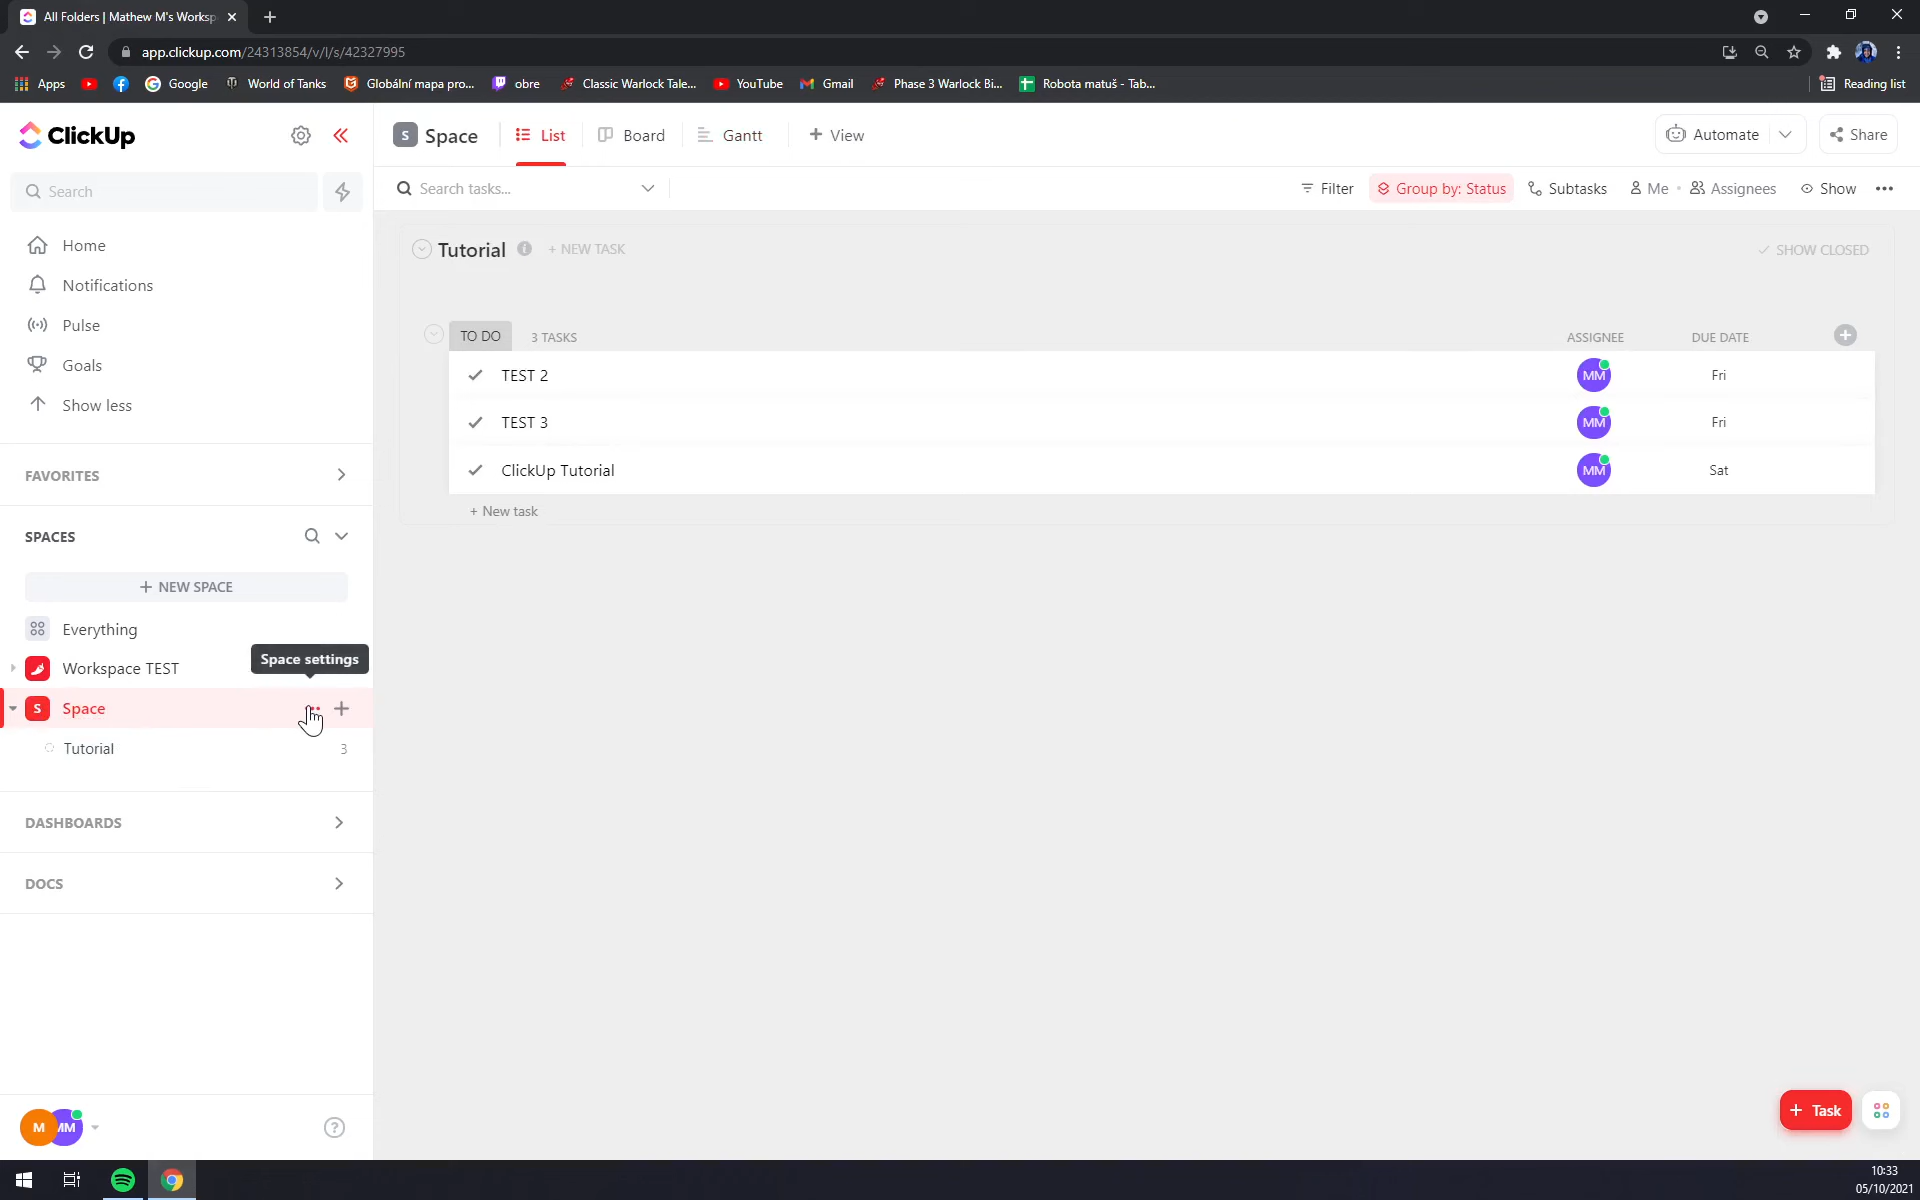 All Folders | Mathew M's Worksp
app.clickup.com/24313854/v/l/s/42327995
Apps
Google
World of Tanks
Globální mapa pro...
obre
Classic Warlock Tale...
YouTube
Gmail
Phase 3 Warlock Bi...
Robota matuš - Tab...
Reading list
ClickUp
S Space
List
Board
Gantt
+ View
Automate
Share
Search
Search tasks...
Filter
Group by: Status
Subtasks
Me
Assignees
Show
Home
Notifications
Pulse
Goals
Show less
Tutorial
+ NEW TASK
SHOW CLOSED
TO DO
3 TASKS
ASSIGNEE
DUE DATE
TEST 2
MM
Fri
TEST 3
MM
Fri
ClickUp Tutorial
MM
Sat
+ New task
FAVORITES
SPACES
+ NEW SPACE
Everything
Workspace TEST
Space settings
S Space
Tutorial
3
DASHBOARDS
DOCS
M
MM
?
+ Task
10:33
05/10/2021